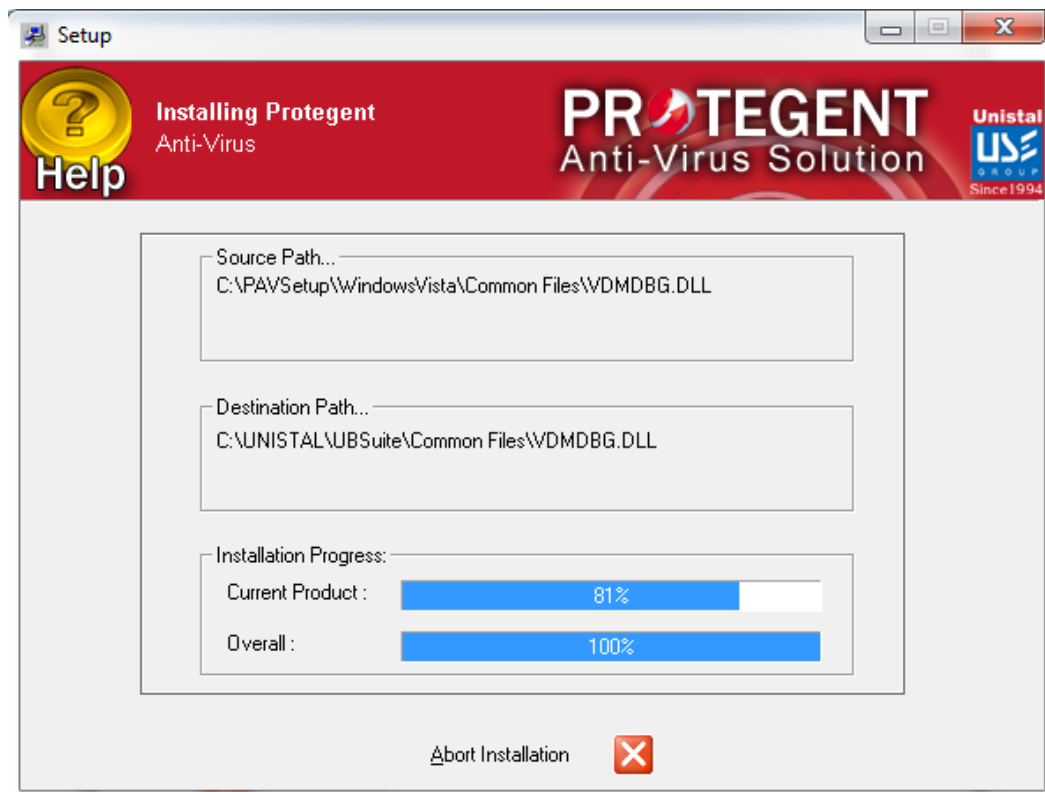 Setup
?
Help
Installing Protegent
Anti-Virus
PROTEGENT
Anti-Virus Solution
Unistal
USE
GROUP
Since1994
Source Path...
C:\PAVSetup\WindowsVista\Common Files\VDMDBG.DLL
Destination Path...
C:\UNISTAL\UBSuite\Common Files\VDMDBG.DLL
Installation Progress:
Current Product : 81%
Overall : 100%
Abort Installation